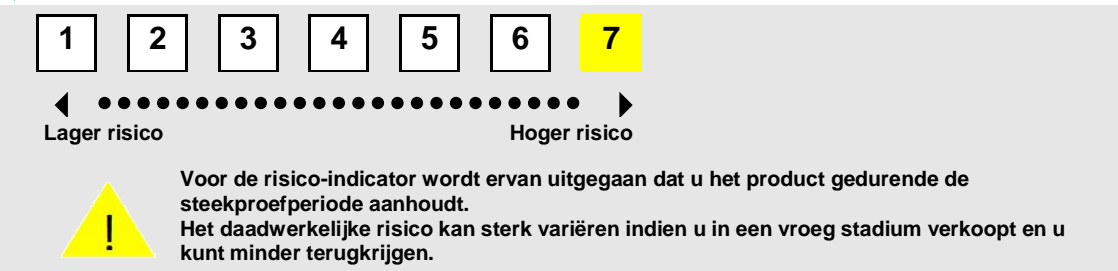 1 2 3 4 5 6 7
Lager risico Hoger risico
!
Voor de risico-indicator wordt ervan uitgegaan dat u het product gedurende de
steekproefperiode aanhoudt.
Het daadwerkelijke risico kan sterk variëren indien u in een vroeg stadium verkoopt en u
kunt minder terugkrijgen.